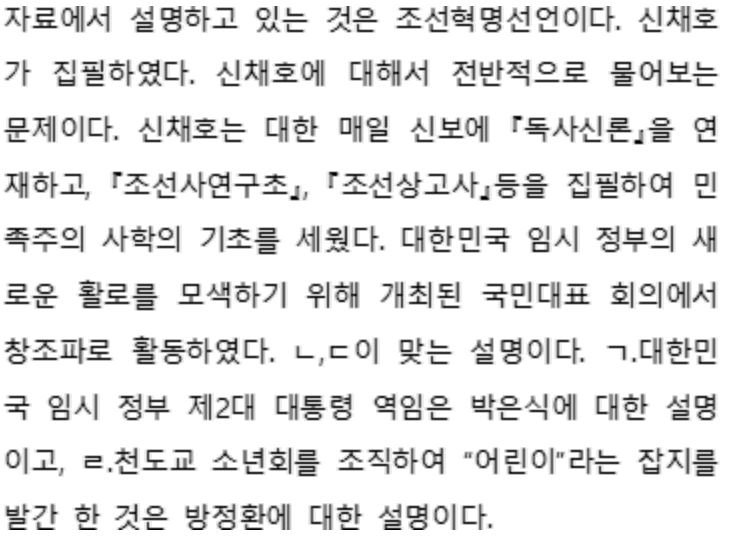 자료에서 설명하고 있는 것은 조선혁명선언이다. 신채호
가 집필하였다. 신채호에 대해서 전반적으로 물어보는
문제이다. 신채호는 대한 매일 신보에 『독사신론』을 연
재하고, 『조선사연구초』, 『조선상고사』등을 집필하여 민
족주의 사학의 기초를 세웠다. 대한민국 임시 정부의 새
로운 활로를 모색하기 위해 개최된 국민대표 회의에서
창조파로 활동하였다. ㄴ,ㄷ이 맞는 설명이다. ㄱ.대한민
국 임시 정부 제2대 대통령 역임은 박은식에 대한 설명
이고, ㄹ.천도교 소년회를 조직하여 “어린이”라는 잡지를
발간 한 것은 방정환에 대한 설명이다.